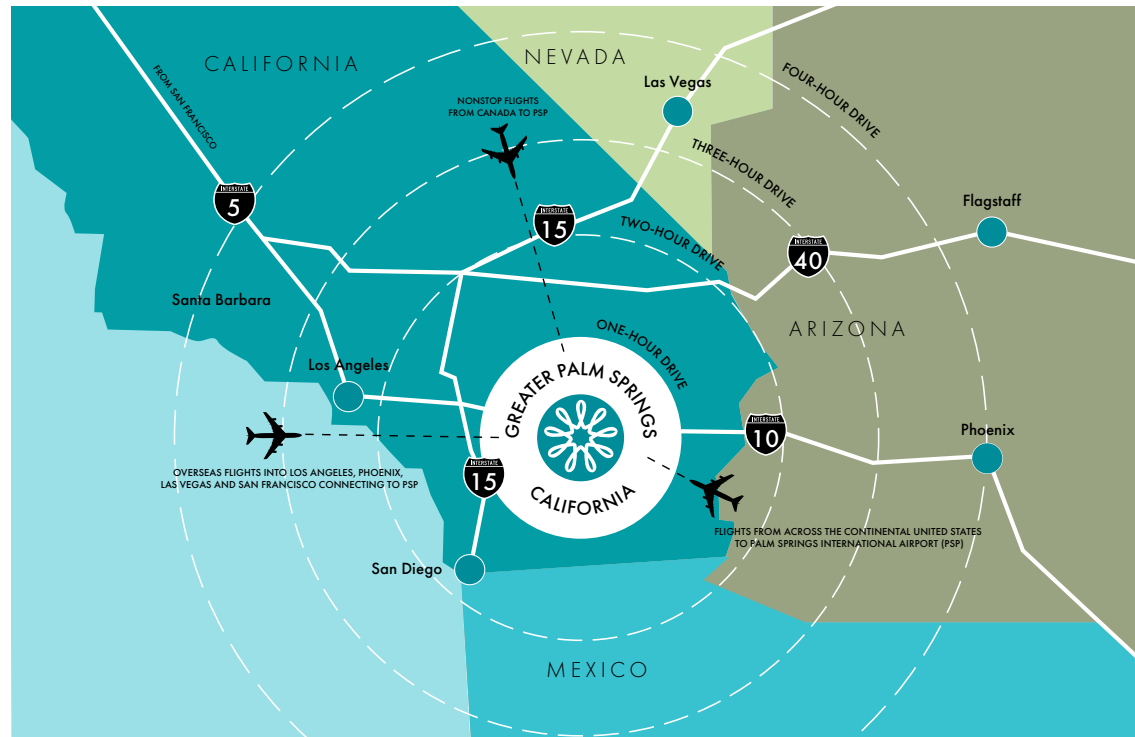 CALIFORNIA
NEVADA
FROM SAN FRANCISCO
Las Vegas
FOUR-HOUR DRIVE
NONSTOP FLIGHTS
FROM CANADA TO PSP
THREE-HOUR DRIVE
INTERSTATE
5
INTERSTATE
15
TWO-HOUR DRIVE
INTERSTATE
40
Flagstaff
Santa Barbara
ARIZONA
ONE-HOUR DRIVE
Los Angeles
GREATER PALM SPRINGS
CALIFORNIA
INTERSTATE
10
Phoenix
OVERSEAS FLIGHTS INTO LOS ANGELES, PHOENIX,
LAS VEGAS AND SAN FRANCISCO CONNECTING TO PSP
INTERSTATE
15
FLIGHTS FROM ACROSS THE CONTINENTAL UNITED STATES
TO PALM SPRINGS INTERNATIONAL AIRPORT (PSP)
San Diego
MEXICO